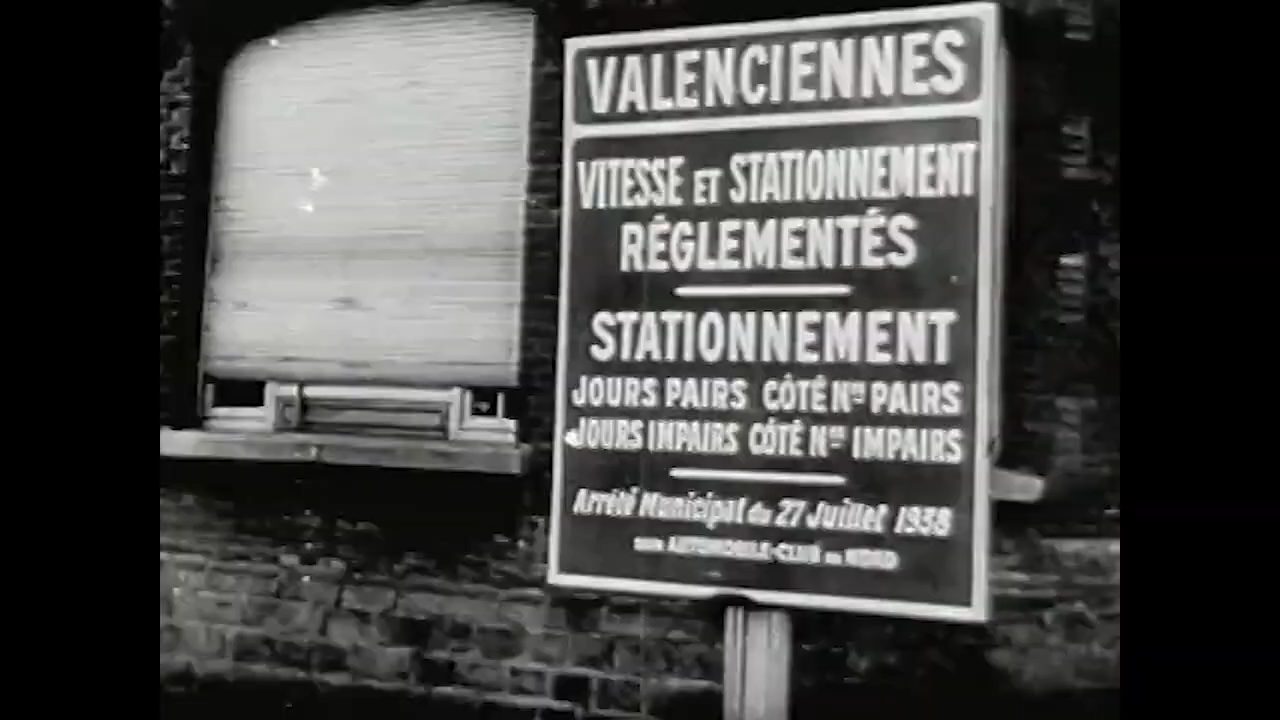 VALENCIENNES
VITESSE ET STATIONNEMENT
RÉGLEMENTÉS
STATIONNEMENT
JOURS PAIRS CÔTÉ Nos PAIRS
JOURS IMPAIRS CÔTÉ Nos IMPAIRS
Arrêté Municipal du 27 Juillet 1938
AUTOMOBILE-CLUB DU NORD